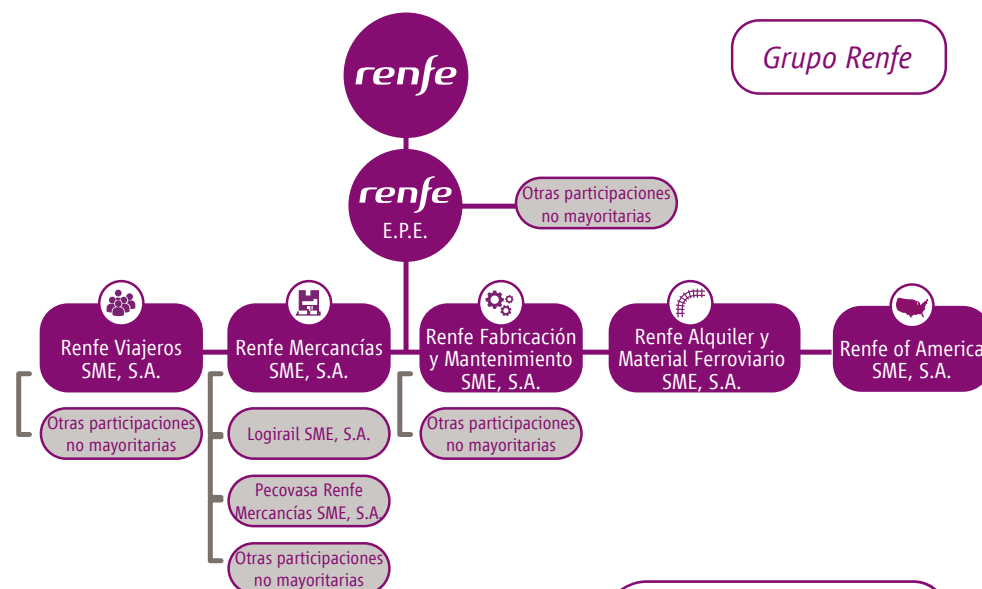 renfe
Grupo Renfe
renfe
E.P.E.
Otras participaciones
no mayoritarias
Renfe Viajeros
SME, S.A.
Renfe Mercancías
SME, S.A.
Renfe Fabricación
y Mantenimiento
SME, S.A.
Renfe Alquiler y
Material Ferroviario
SME, S.A.
Renfe of America
SME, S.A.
Otras participaciones
no mayoritarias
Logirail SME, S.A.
Pecovasa Renfe
Mercancías SME, S.A.
Otras participaciones
no mayoritarias
Otras participaciones
no mayoritarias